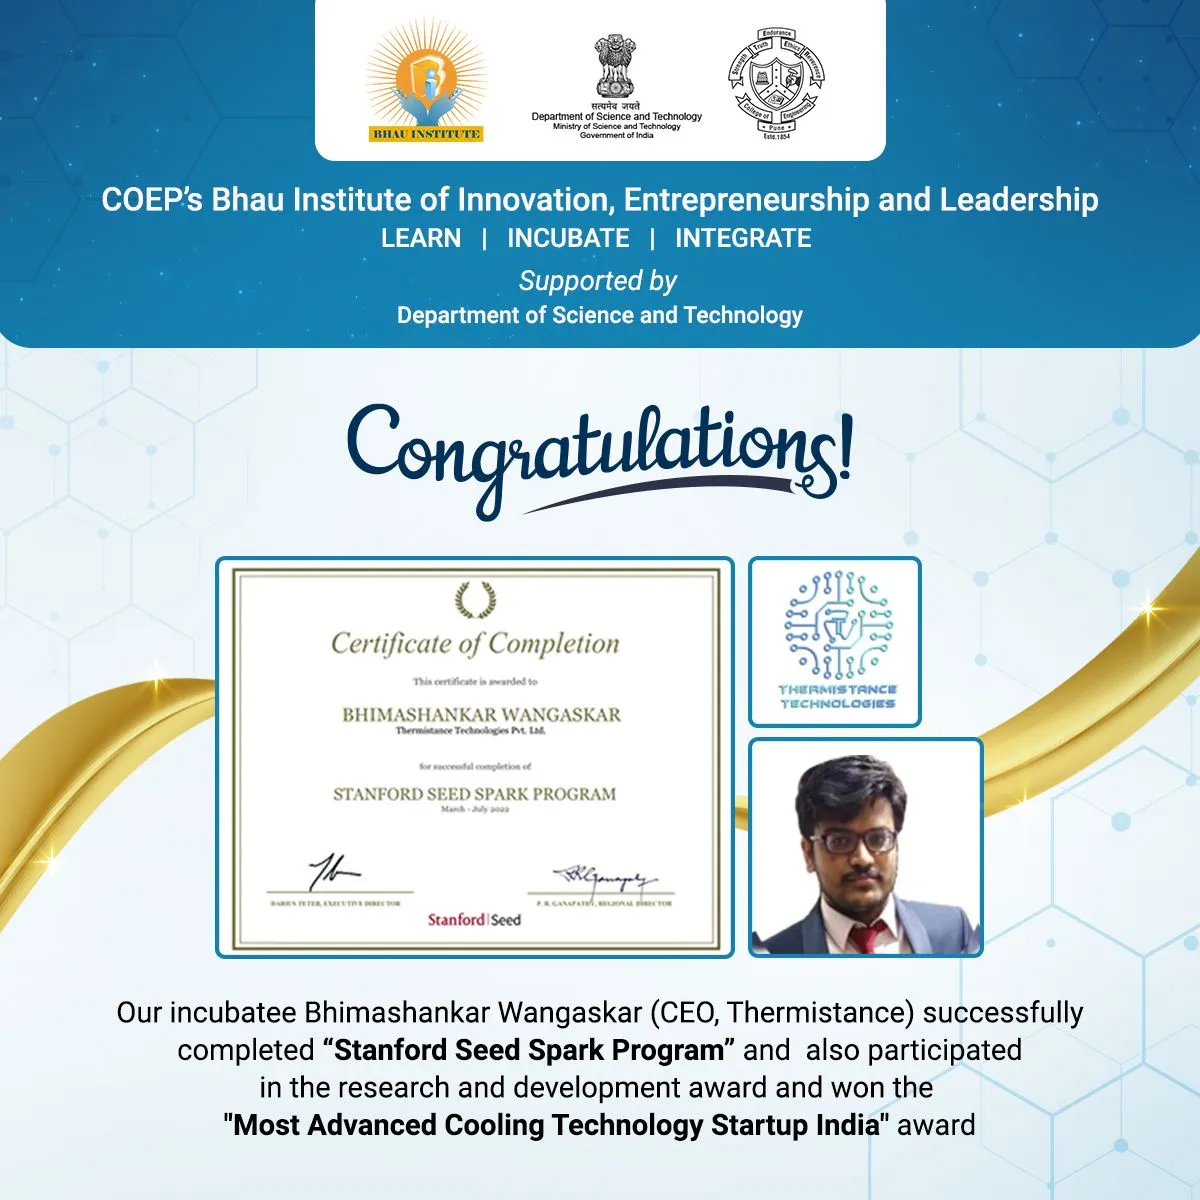 BHAU INSTITUTE
सत्यमेव जयते
Department of Science and Technology
Ministry of Science and Technology
Government of India
Endurance
Strength
Truth
Ethics
Reverence
College of Engineering
Pune
Estd.1854
COEP’s Bhau Institute of Innovation, Entrepreneurship and Leadership
LEARN | INCUBATE | INTEGRATE
Supported by
Department of Science and Technology
Congratulations!
Certificate of Completion
This certificate is awarded to
BHIMASHANKAR WANGASKAR
Thermistance Technologies Pvt. Ltd.
for successful completion of
STANFORD SEED SPARK PROGRAM
March - July 2022
DARIUS TETER, EXECUTIVE DIRECTOR
P. R. GANAPATHY, REGIONAL DIRECTOR
Stanford | Seed
THERMISTANCE
TECHNOLOGIES
Our incubatee Bhimashankar Wangaskar (CEO, Thermistance) successfully
completed “Stanford Seed Spark Program” and also participated
in the research and development award and won the
"Most Advanced Cooling Technology Startup India" award